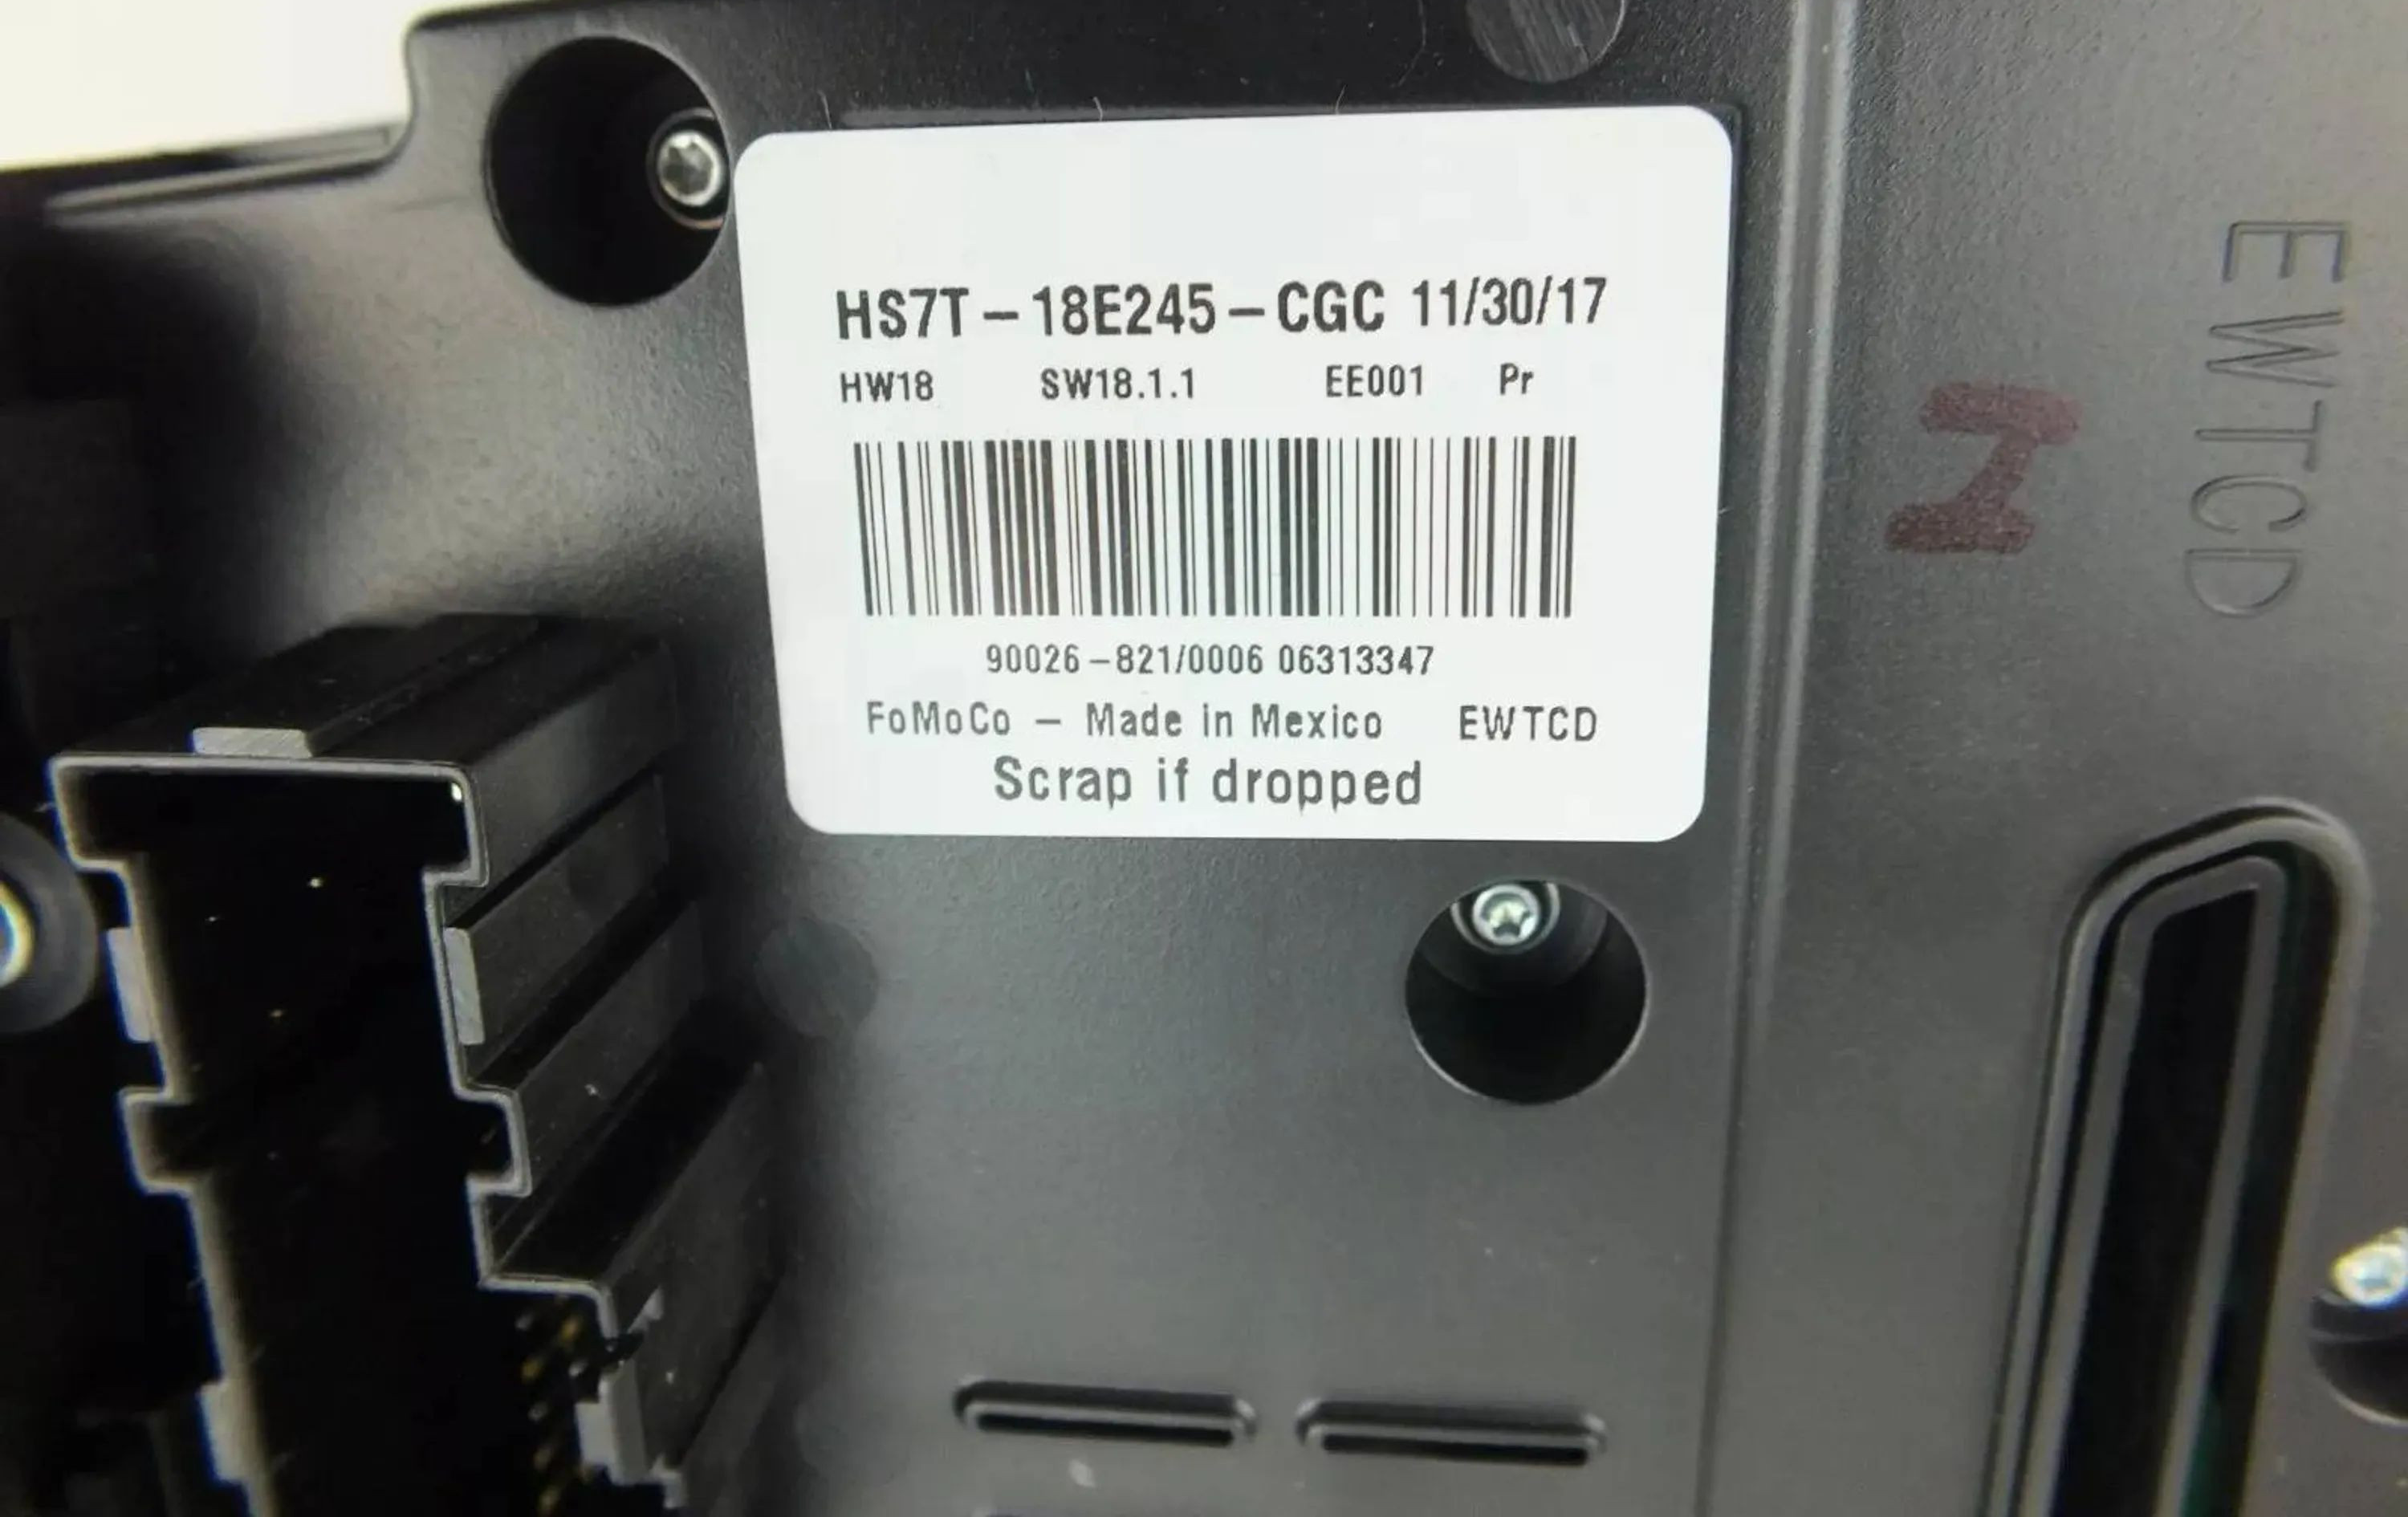 HS7T-18E245-CGC 11/30/17
HW18 SW18.1.1 EE001 Pr
90026-821/0006 06313347
FoMoCo - Made in Mexico EWTCD
Scrap if dropped
EWTCD
H